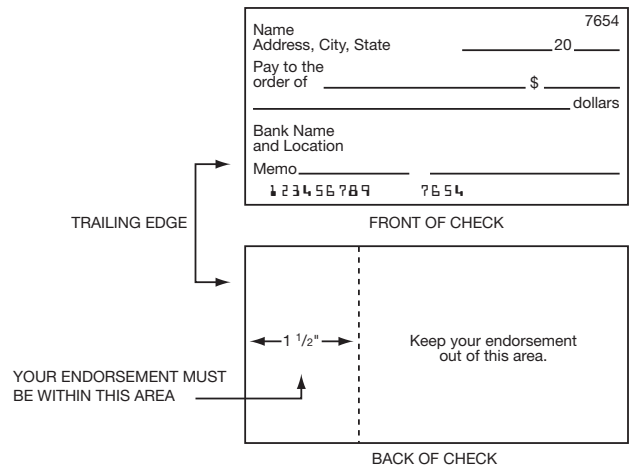 7654
Name
Address, City, State 20
Pay to the
order of $
dollars
Bank Name
and Location
Memo
123456789 7654
TRAILING EDGE
FRONT OF CHECK
1 1/2"
Keep your endorsement
out of this area.
YOUR ENDORSEMENT MUST
BE WITHIN THIS AREA
BACK OF CHECK